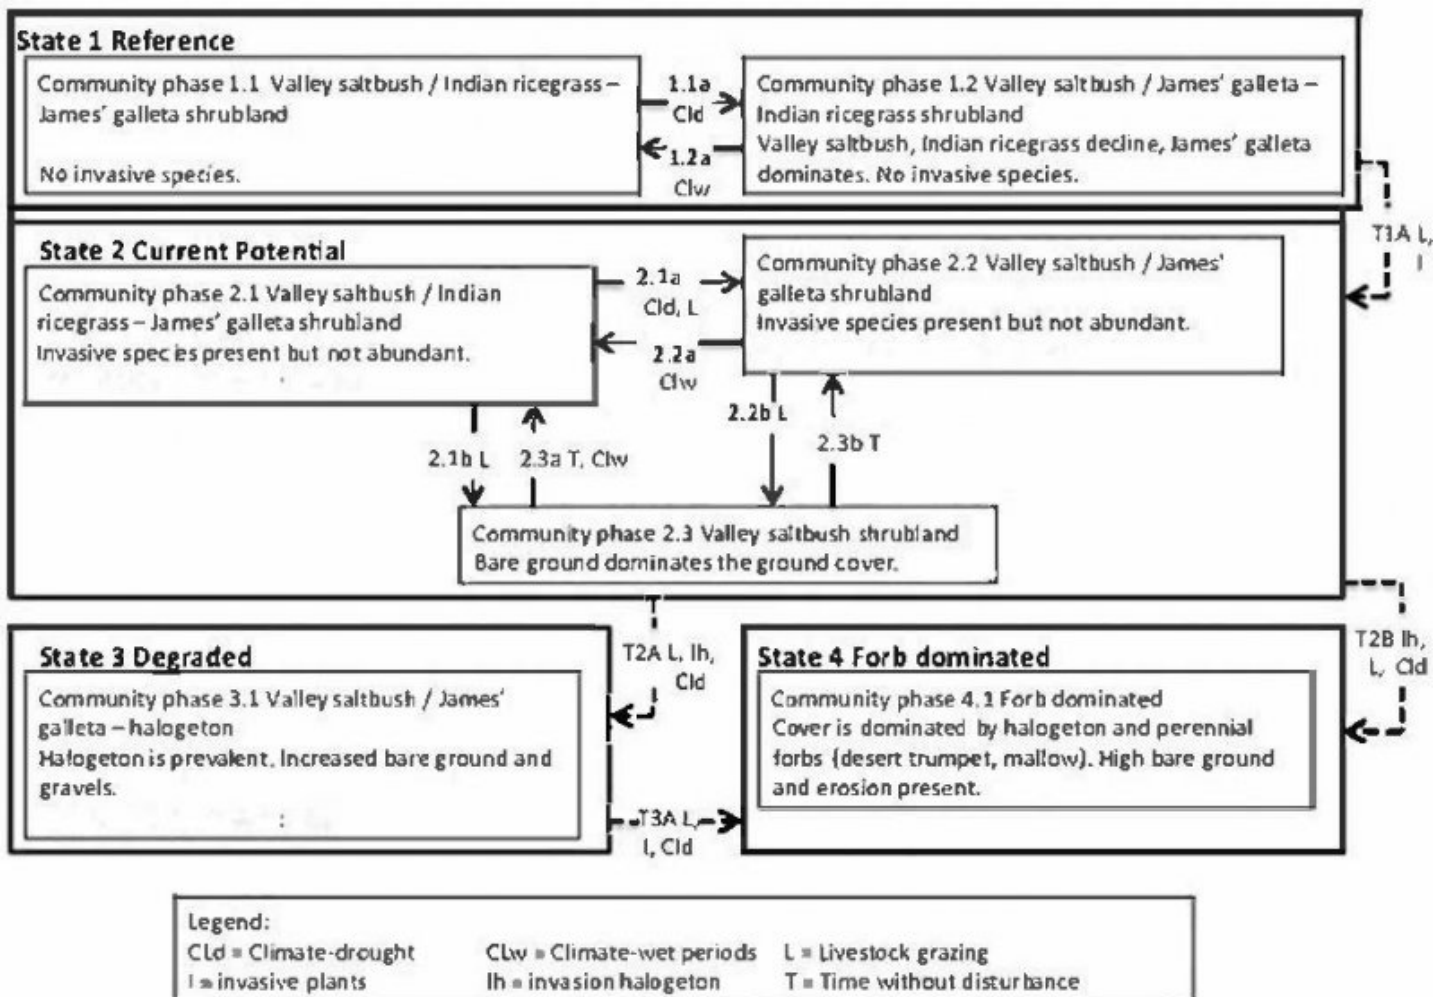 State 1 Reference
Community phase 1.1 Valley saltbush / Indian ricegrass –
James' galleta shrubland
No invasive species.
1.1a
Cld
1.2a
Clw
Community phase 1.2 Valley saltbush / James' galleta –
Indian ricegrass shrubland
Valley saltbush, Indian ricegrass decline, James' galleta
dominates. No invasive species.
T1A L,
I
State 2 Current Potential
Community phase 2.1 Valley saltbush / Indian
ricegrass – James' galleta shrubland
Invasive species present but not abundant.
2.1a
Cld, L
2.2a
Clw
Community phase 2.2 Valley saltbush / James'
galleta shrubland
Invasive species present but not abundant.
2.1b L
2.3a T, Clw
2.2b L
2.3b T
Community phase 2.3 Valley saltbush shrubland
Bare ground dominates the ground cover.
T2A L, Ih,
Cld
T2B Ih,
L, Cld
State 3 Degraded
Community phase 3.1 Valley saltbush / James'
galleta – halogeton
Halogeton is prevalent. Increased bare ground and
gravels.
T3A L,
I, Cld
State 4 Forb dominated
Community phase 4.1 Forb dominated
Cover is dominated by halogeton and perennial
forbs (desert trumpet, mallow). High bare ground
and erosion present.
Legend:
CLd = Climate-drought CLw = Climate-wet periods L = Livestock grazing
I = invasive plants Ih = invasion halogeton T = Time without disturbance